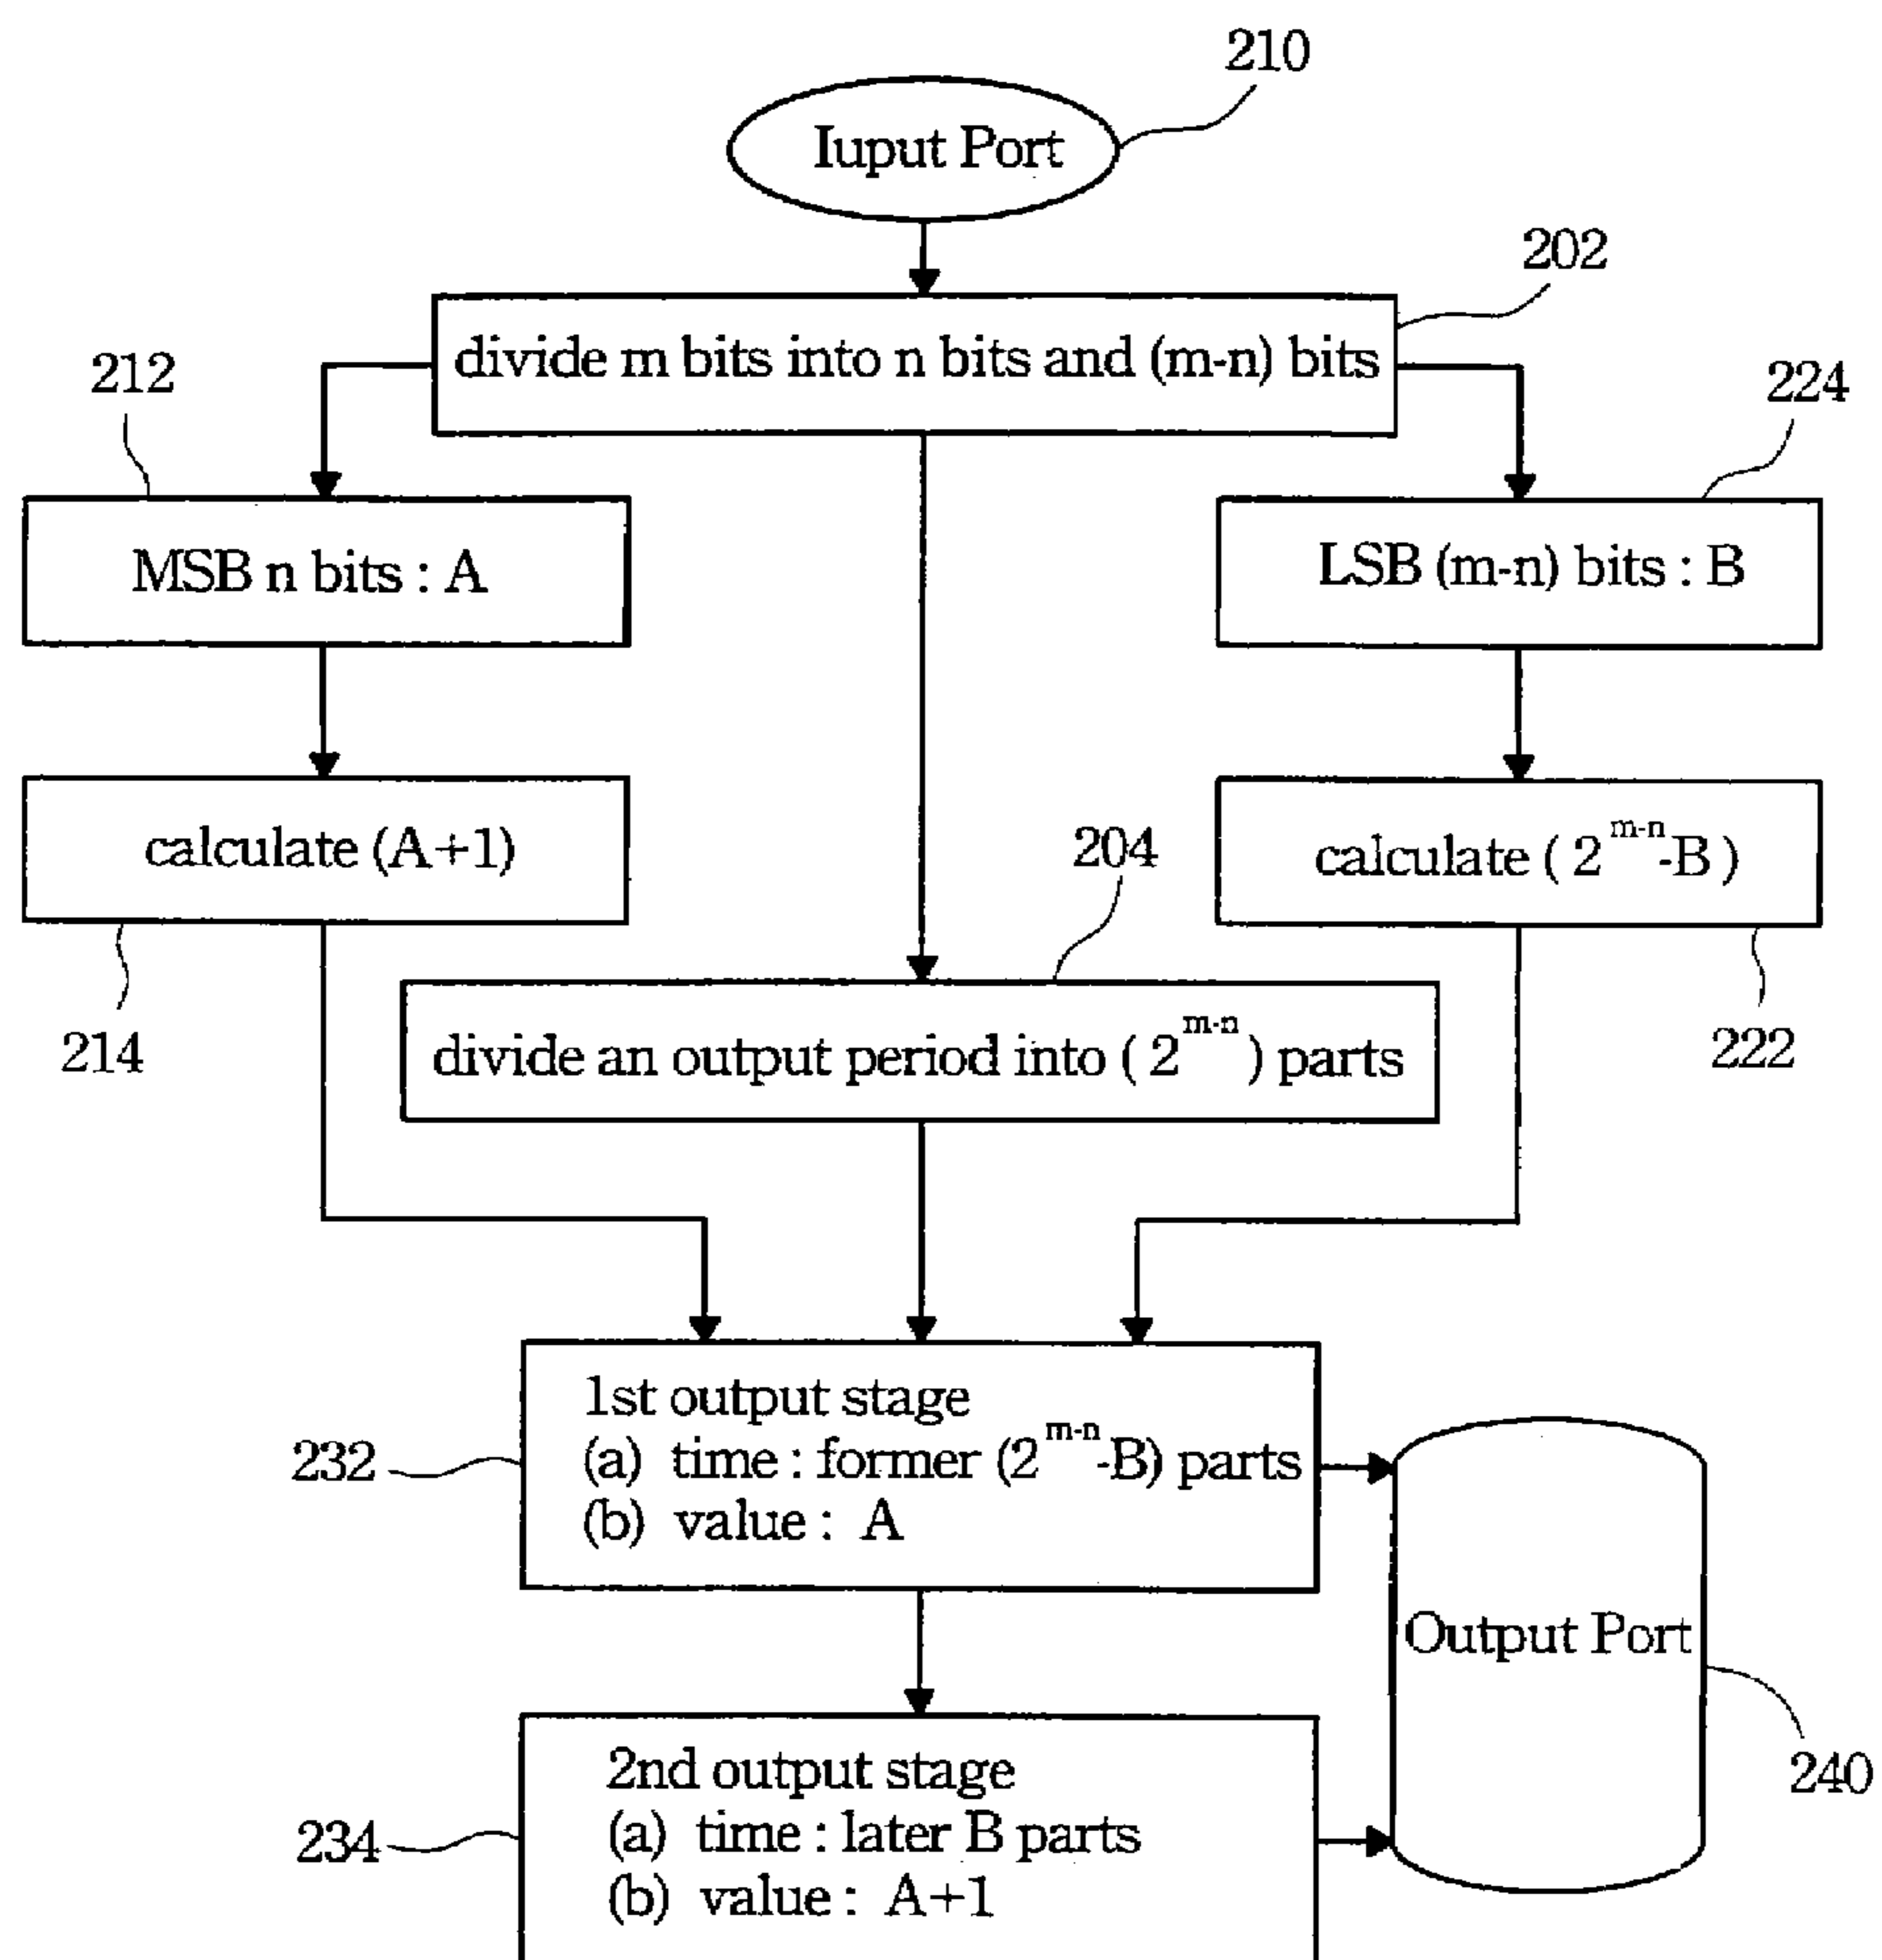 210
Iuput Port
202
divide m bits into n bits and (m-n) bits
212
224
MSB n bits : A
LSB (m-n) bits : B
calculate (A+1)
204
calculate ( 2^m-n -B )
214
divide an output period into ( 2^m-n ) parts
222
1st output stage
232
(a) time : former (2^m-n -B) parts
(b) value : A
Output Port
2nd output stage
240
234
(a) time : later B parts
(b) value : A+1